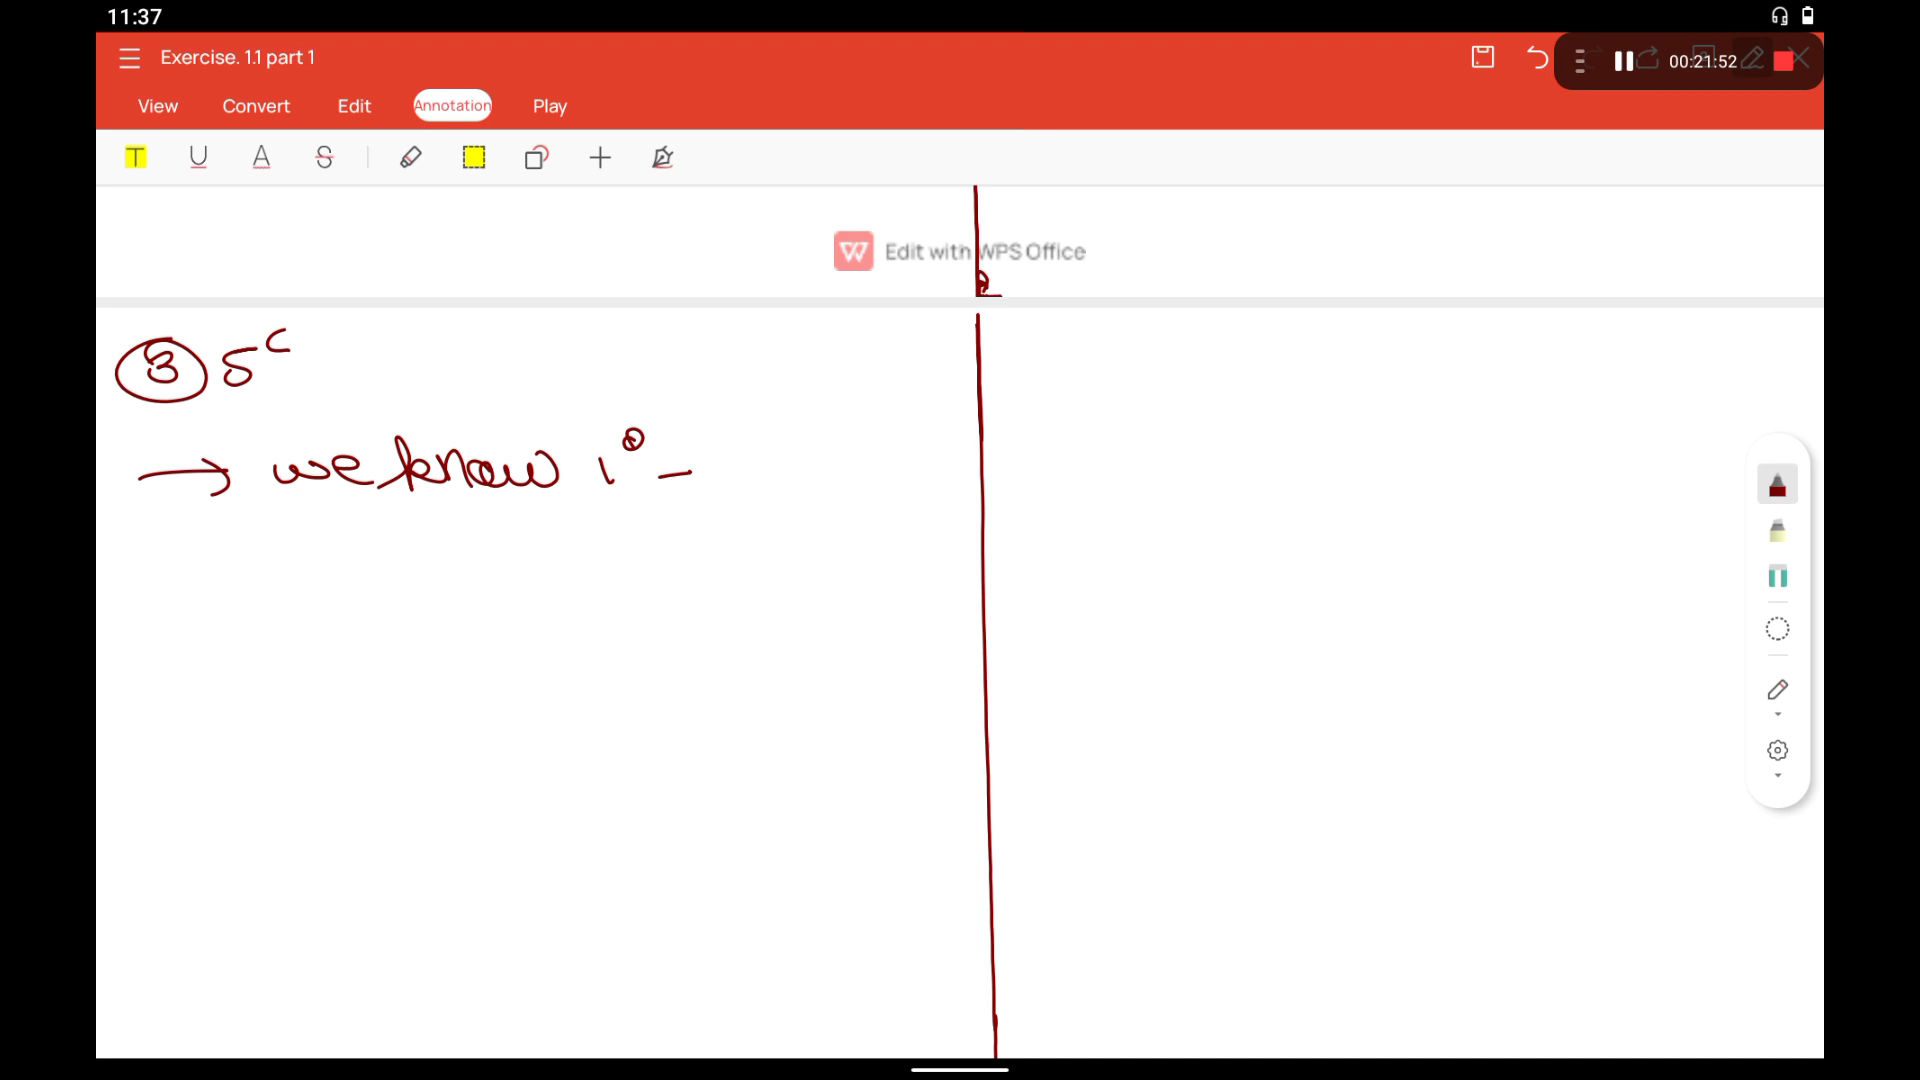 11:37
Exercise. 1.1 part 1
00:21:52
View Convert Edit Annotation Play
T U A S
Edit with WPS Office
③ 5ᶜ
→ we know 1° -